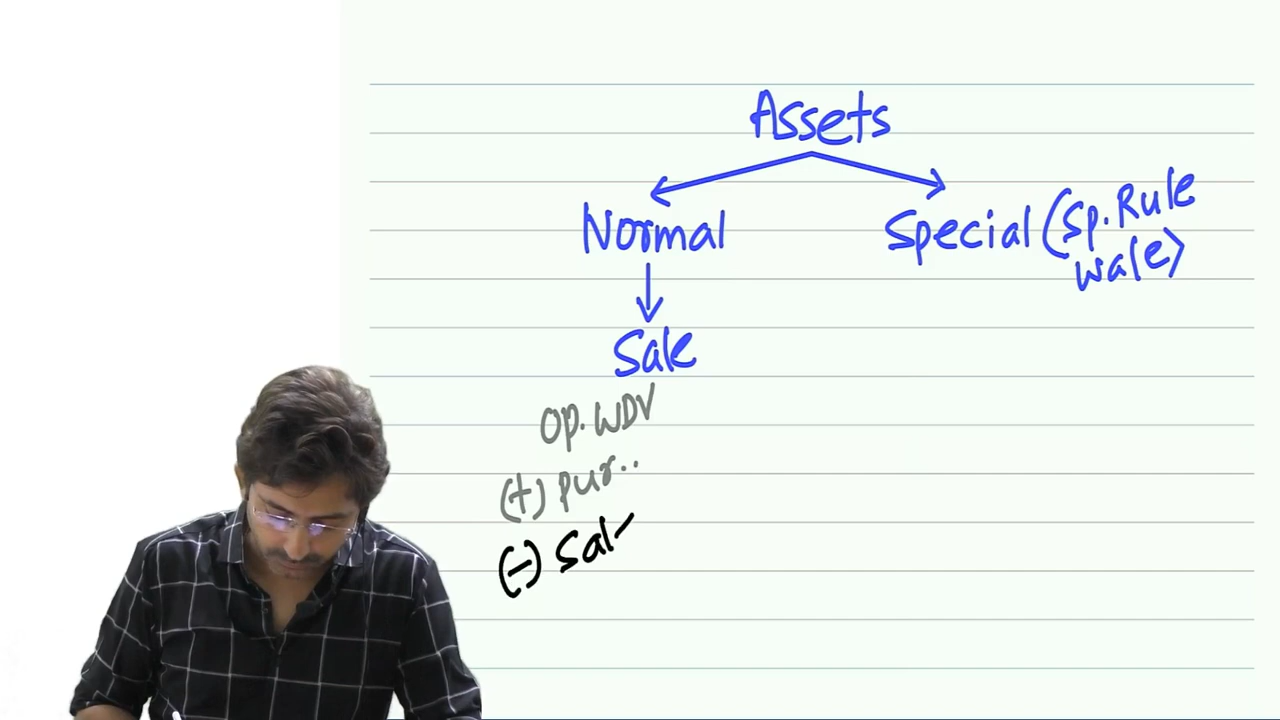 Assets
Normal Special (Sp. Rule
wale)
Sale
Op. WDV
(+) Pur..
(-) Sal